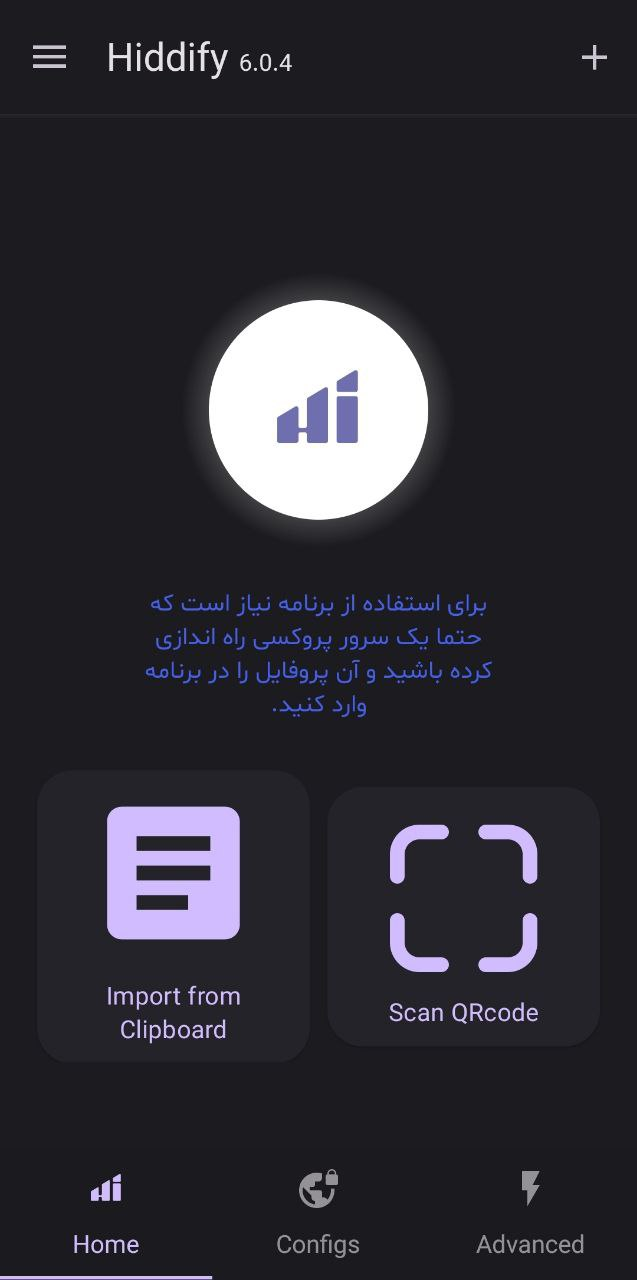 Hiddify 6.0.4
برای استفاده از برنامه نیاز است که
حتما یک سرور پروکسی راه اندازی
کرده باشید و آن پروفایل را در برنامه
وارد کنید.
Import from
Clipboard
Scan QRcode
Home
Configs
Advanced